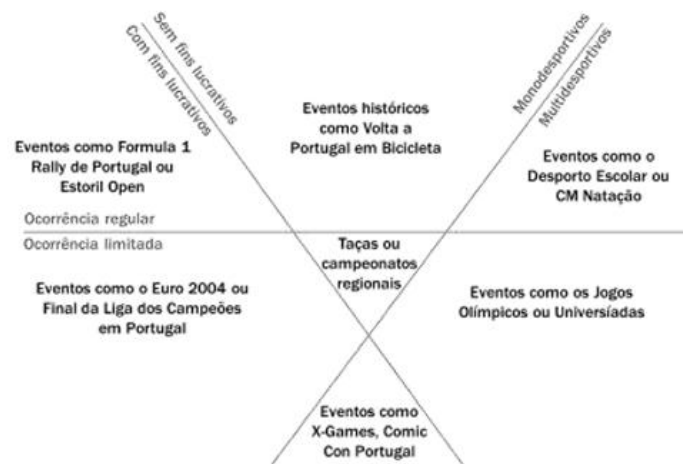 Sem fins lucrativos
Com fins lucrativos
Monodesportivos
Multidesportivos
Eventos históricos
como Volta a
Portugal em Bicicleta
Eventos como Formula 1
Rally de Portugal ou
Estoril Open
Eventos como o
Desporto Escolar ou
CM Natação
Ocorrência regular
Ocorrência limitada
Taças ou
campeonatos
regionais
Eventos como o Euro 2004 ou
Final da Liga dos Campeões
em Portugal
Eventos como os Jogos
Olímpicos ou Universíadas
Eventos como
X-Games, Comic
Con Portugal